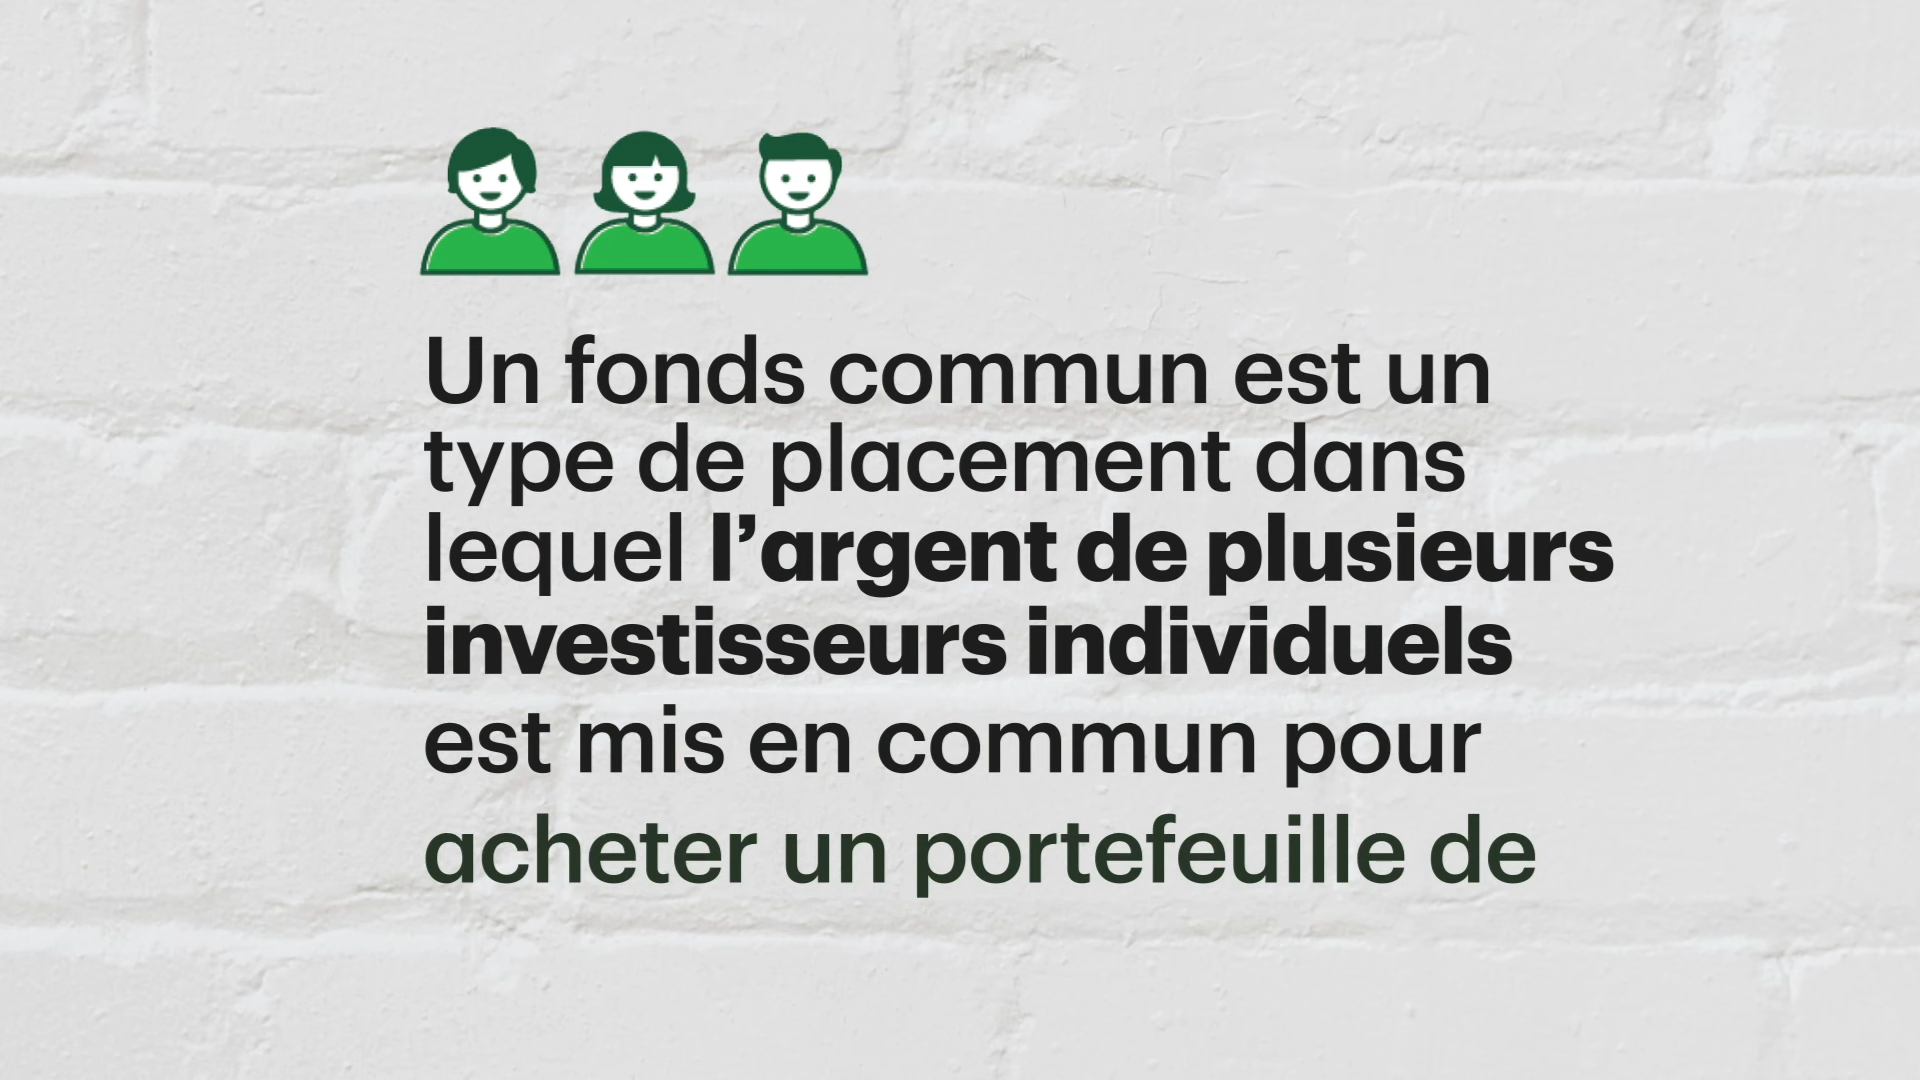 Un fonds commun est un
type de placement dans
lequel l’argent de plusieurs
investisseurs individuels
est mis en commun pour
acheter un portefeuille de